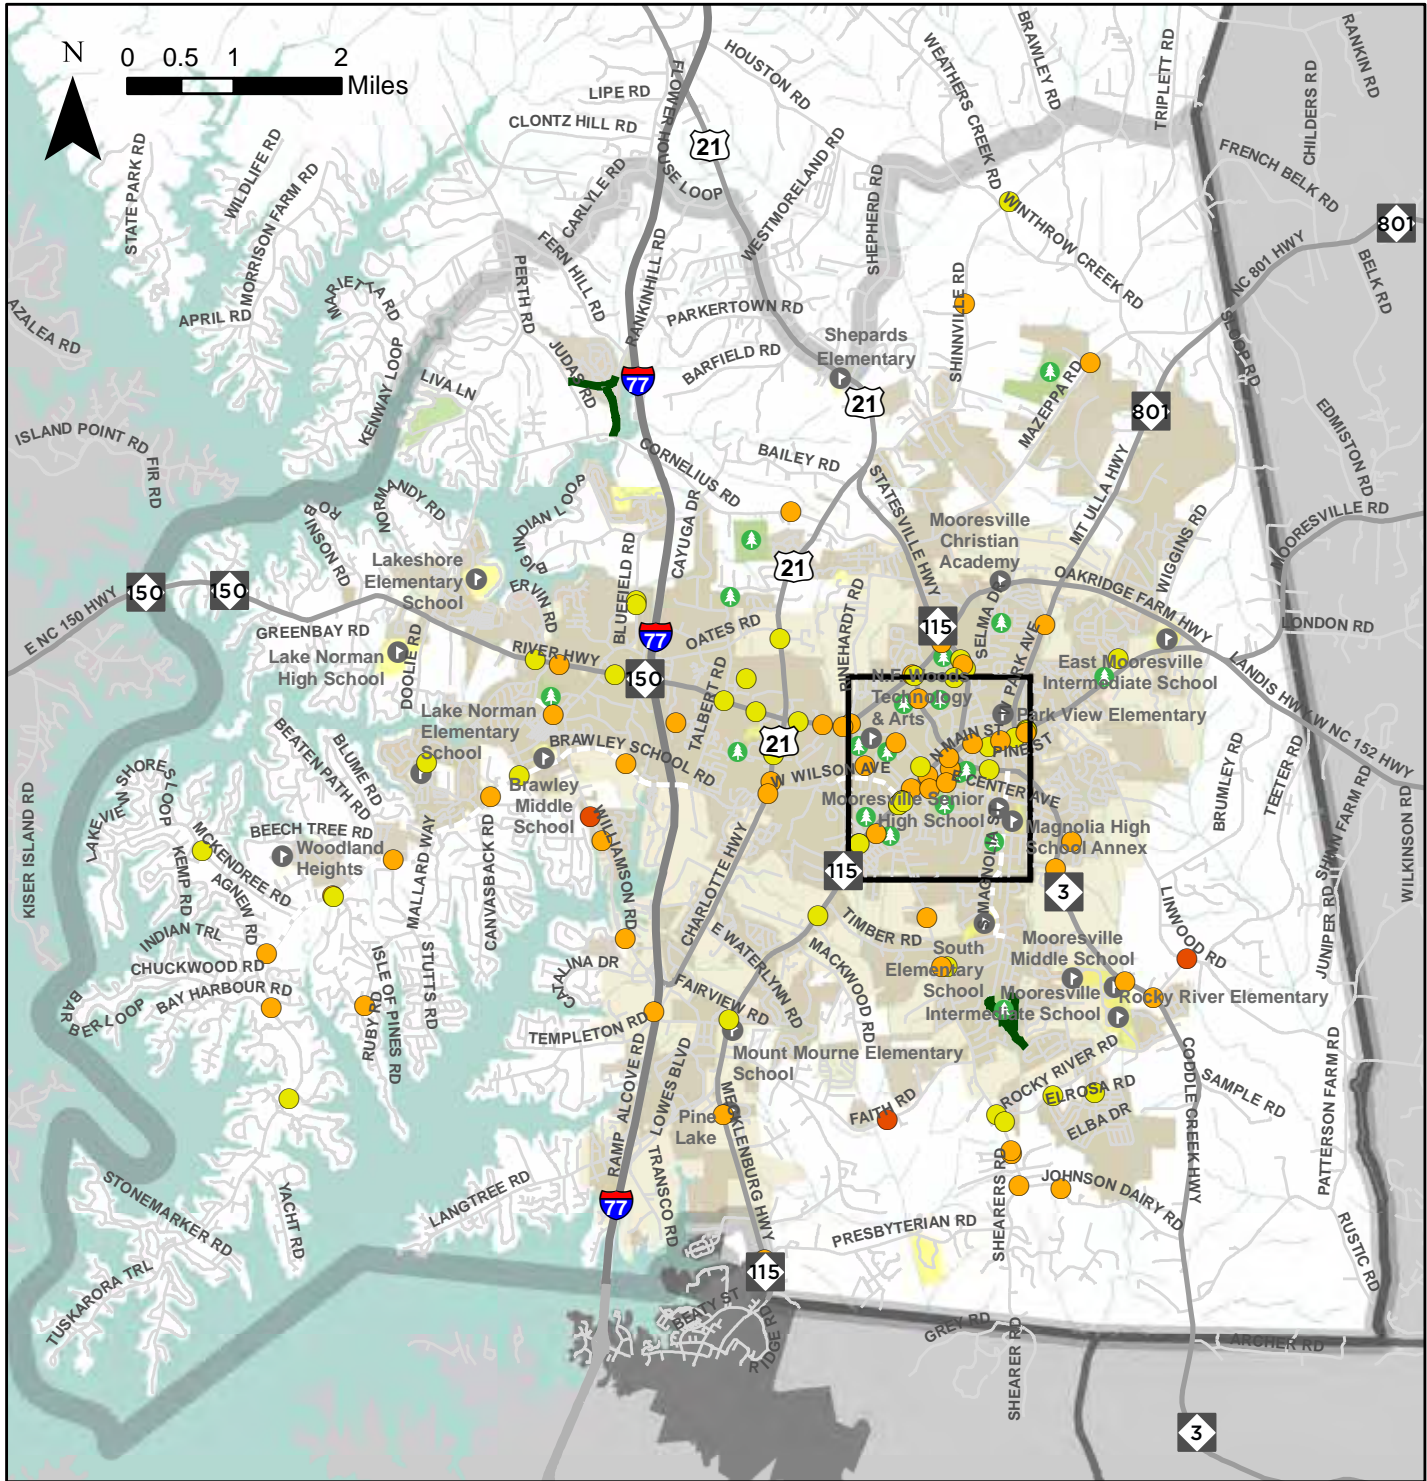 N
0 0.5 1 2
Miles
HOUSTON RD
WEATHERS CREEK RD
BRAWLEY RD
TRIPLETT RD
RANKIN RD
CHILDERS RD
FLOWER HOUSE LOOP
LIPE RD
CLONTZ HILL RD
21
STATE PARK RD
WILDLIFE RD
MORRISON FARM RD
APRIL RD
CARLYLE RD
WESTMORELAND RD
SHEPHERD RD
FRENCH BELK RD
WINTHROW CREEK RD
801
NC 801 HWY
BELK RD
FERN HILL RD
PERTH RD
RANKINHILL RD
PARKERTOWN RD
BARFIELD RD
SHINNVILLE RD
SLOOP RD
AZALEA RD
MARIETTA RD
KENWAY LOOP
LIVA LN
JUDAS RD
77
Shepards
Elementary
21
MAZEPPA RD
801
EDMISTON RD
ISLAND POINT RD
FIR RD
CORNELIUS RD
BAILEY RD
STATESVILLE HWY
MT ULLA HWY
NORMANDY RD
ROBINSON RD
BIG INDIAN LOOP
CAYUGA DR
Mooresville
Christian
Academy
WIGGINS RD
MOORESVILLE RD
Lakeshore
Elementary
School
ERVIN RD
BLUEFIELD RD
21
RINEHARDT RD
OAKRIDGE FARM HWY
E NC 150 HWY
150
150
GREENBAY RD
Lake Norman
High School
DOOLIE RD
RIVER HWY
77
OATES RD
115
SELMA DR
N PARK AVE
LONDON RD
East Mooresville
Intermediate School
LANDIS HWY
W NC 152 HWY
150
TALBERT RD
N.F. Woods
Technology
& Arts
Park View Elementary
Lake Norman
Elementary
School
BRAWLEY SCHOOL RD
21
N MAIN ST
PINE ST
BEATEN PATH RD
BLUME RD
LAKEVIEW SHORES LOOP
W WILSON AVE
E CENTER AVE
BRUMLEY RD
TEETER RD
SHINN FARM RD
Brawley
Middle
School
Mooresville Senior
High School
MCKENDREE RD
BEECH TREE RD
Woodland
Heights
WILLIAMSON RD
Magnolia High
School Annex
S MAGNOLIA ST
KISER ISLAND RD
WILKINSON RD
KEMP RD
AGNEW RD
MALLARD WAY
CANVASBACK RD
CHARLOTTE HWY
115
3
LINWOOD RD
JUNIPER RD
INDIAN TRL
CHUCKWOOD RD
STUTTS RD
E WATERLYNN RD
TIMBER RD
MACKWOOD RD
South
Elementary
School
Mooresville
Middle School
BAY HARBOUR RD
BARBER LOOP
RUBY RD
ISLE OF PINES RD
CATALINA DR
FAIRVIEW RD
Mooresville
Intermediate School
Rocky River Elementary
TEMPLETON RD
Mount Mourne Elementary
School
ROCKY RIVER RD
CODDLE CREEK HWY
SAMPLE RD
PATTERSON FARM RD
RAMP ALCOVE RD
LOWES BLVD
Pine
Lake
MECKLENBURG HWY
FAITH RD
ELROSA RD
ELBA DR
STONEMARKER RD
YACHT RD
LANGTREE RD
77
TRANSCO RD
PRESBYTERIAN RD
SHEARERS RD
JOHNSON DAIRY RD
RUSTIC RD
TUSKARORA TRL
115
BEATY ST
RIDGE RD
GREY RD
SHEARER RD
ARCHER RD
3